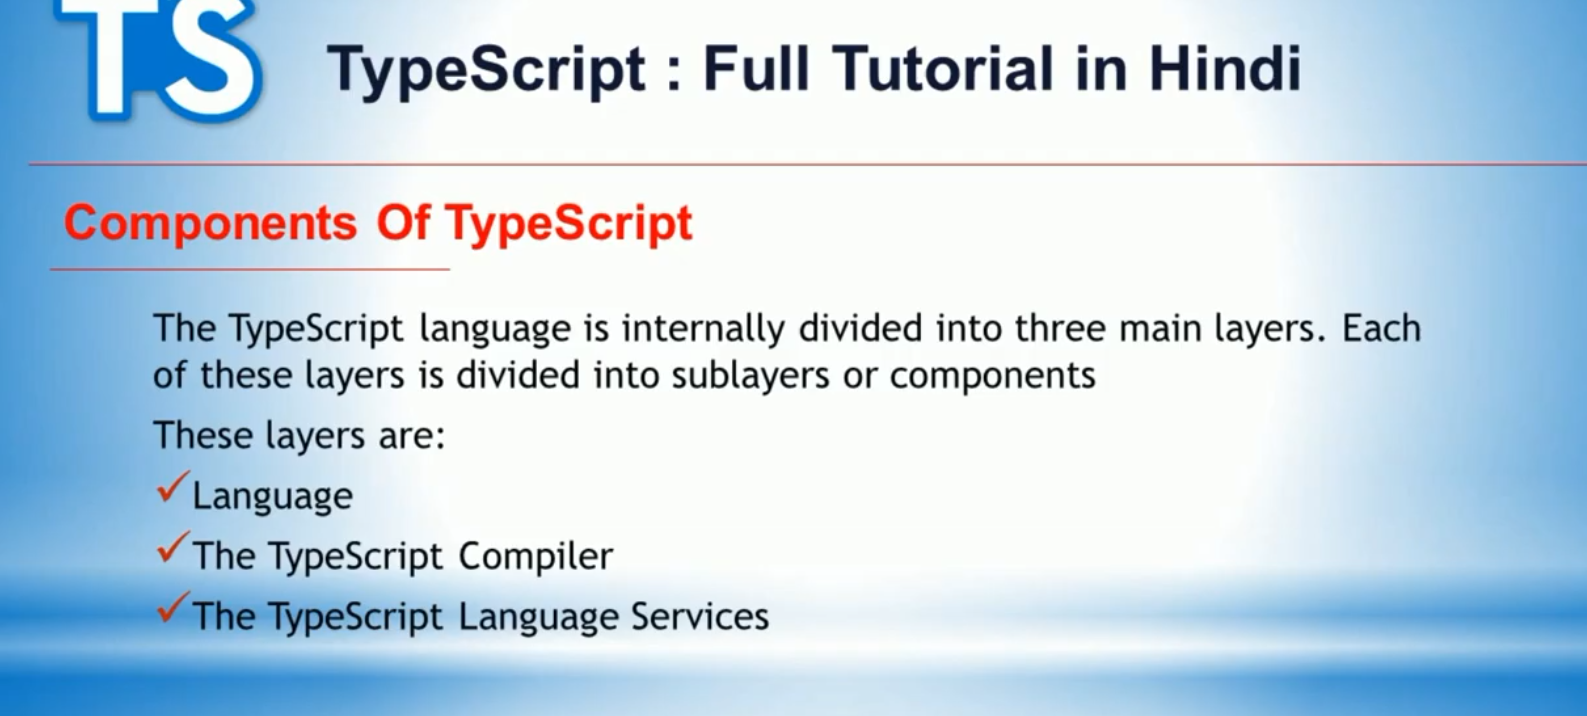 TS
TypeScript : Full Tutorial in Hindi
Components Of TypeScript
The TypeScript language is internally divided into three main layers. Each
of these layers is divided into sublayers or components
These layers are:
Language
The TypeScript Compiler
The TypeScript Language Services